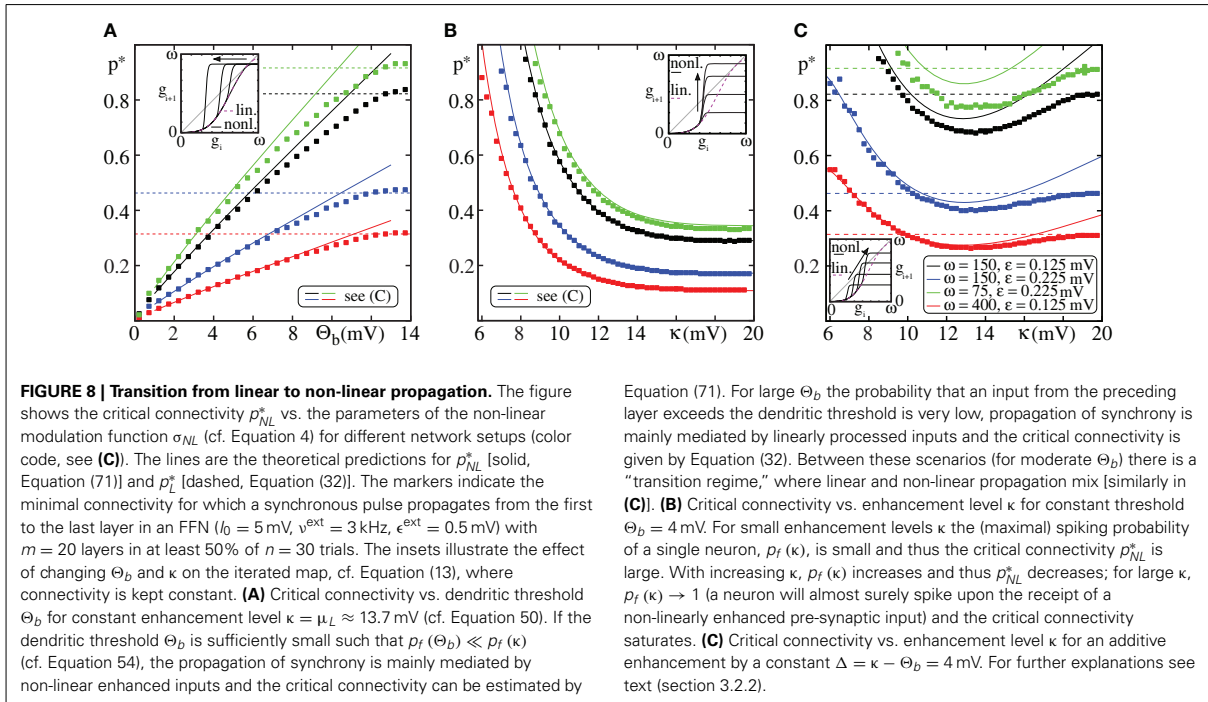 A
B
C
p*
0.8
0.6
0.4
0.2
0
2
4
6
8
10
12
14
Θ_b(mV)
ω
g_{i+1}
0
0
g_i
ω
lin.
nonl.
see (C)
p*
0.8
0.6
0.4
0.2
6
8
10
12
14
16
18
20
κ(mV)
nonl.
lin.
ω
g_{i+1}
0
0
g_i
ω
see (C)
p*
0.8
0.6
0.4
0.2
6
8
10
12
14
16
18
20
κ(mV)
nonl.
lin.
ω
g_{i+1}
0
0
g_i
ω
ω = 150, ε = 0.125 mV
ω = 150, ε = 0.225 mV
ω = 75, ε = 0.225 mV
ω = 400, ε = 0.125 mV
FIGURE 8 | Transition from linear to non-linear propagation. The figure
shows the critical connectivity p*_{NL} vs. the parameters of the non-linear
modulation function σ_{NL} (cf. Equation 4) for different network setups (color
code, see (C)). The lines are the theoretical predictions for p*_{NL} [solid,
Equation (71)] and p*_L [dashed, Equation (32)]. The markers indicate the
minimal connectivity for which a synchronous pulse propagates from the first
to the last layer in an FFN (I_0 = 5 mV, ν^{ext} = 3 kHz, ϵ^{ext} = 0.5 mV) with
m = 20 layers in at least 50% of n = 30 trials. The insets illustrate the effect
of changing Θ_b and κ on the iterated map, cf. Equation (13), where
connectivity is kept constant. (A) Critical connectivity vs. dendritic threshold
Θ_b for constant enhancement level κ = μ_L ≈ 13.7 mV (cf. Equation 50). If the
dendritic threshold Θ_b is sufficiently small such that p_f (Θ_b) ≪ p_f (κ)
(cf. Equation 54), the propagation of synchrony is mainly mediated by
non-linear enhanced inputs and the critical connectivity can be estimated by
Equation (71). For large Θ_b the probability that an input from the preceding
layer exceeds the dendritic threshold is very low, propagation of synchrony is
mainly mediated by linearly processed inputs and the critical connectivity is
given by Equation (32). Between these scenarios (for moderate Θ_b) there is a
"transition regime," where linear and non-linear propagation mix [similarly in
(C)]. (B) Critical connectivity vs. enhancement level κ for constant threshold
Θ_b = 4 mV. For small enhancement levels κ the (maximal) spiking probability
of a single neuron, p_f (κ), is small and thus the critical connectivity p*_{NL} is
large. With increasing κ, p_f (κ) increases and thus p*_{NL} decreases; for large κ,
p_f (κ) → 1 (a neuron will almost surely spike upon the receipt of a
non-linearly enhanced pre-synaptic input) and the critical connectivity
saturates. (C) Critical connectivity vs. enhancement level κ for an additive
enhancement by a constant Δ = κ − Θ_b = 4 mV. For further explanations see
text (section 3.2.2).